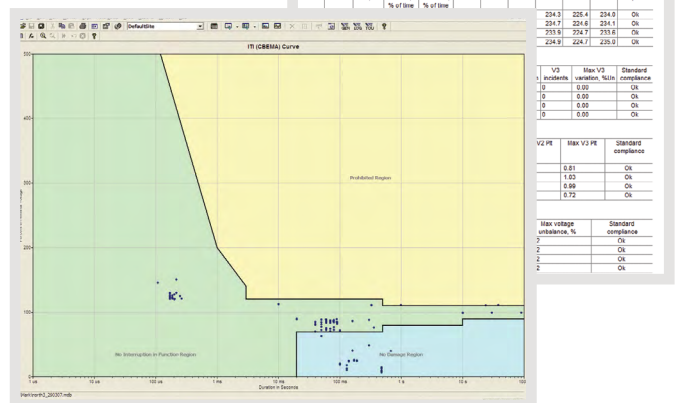 % of time % of time
234.3 225.4 234.0 Ok
234.7 224.6 234.1 Ok
233.9 224.7 233.6 Ok
234.9 224.7 235.0 Ok
DefaultSite
ITI (CBEMA) Curve
500
400
300
200
100
0
Prohibited Region
No Interruption in Function Region
No Damage Region
1 us 10 us 100 us 1 ms 10 ms 100 ms 1 s 10 s 100
Duration in Seconds
\Mark\north3_200307.mdb
V3 incidents Max V3 variation, %Un Standard compliance
0 0.00 Ok
0 0.00 Ok
0 0.00 Ok
0 0.00 Ok
V2 Plt Max V3 Plt Standard compliance
0.81 Ok
1.03 Ok
0.99 Ok
0.72 Ok
Max voltage unbalance, % Standard compliance
2 Ok
2 Ok
2 Ok
2 Ok